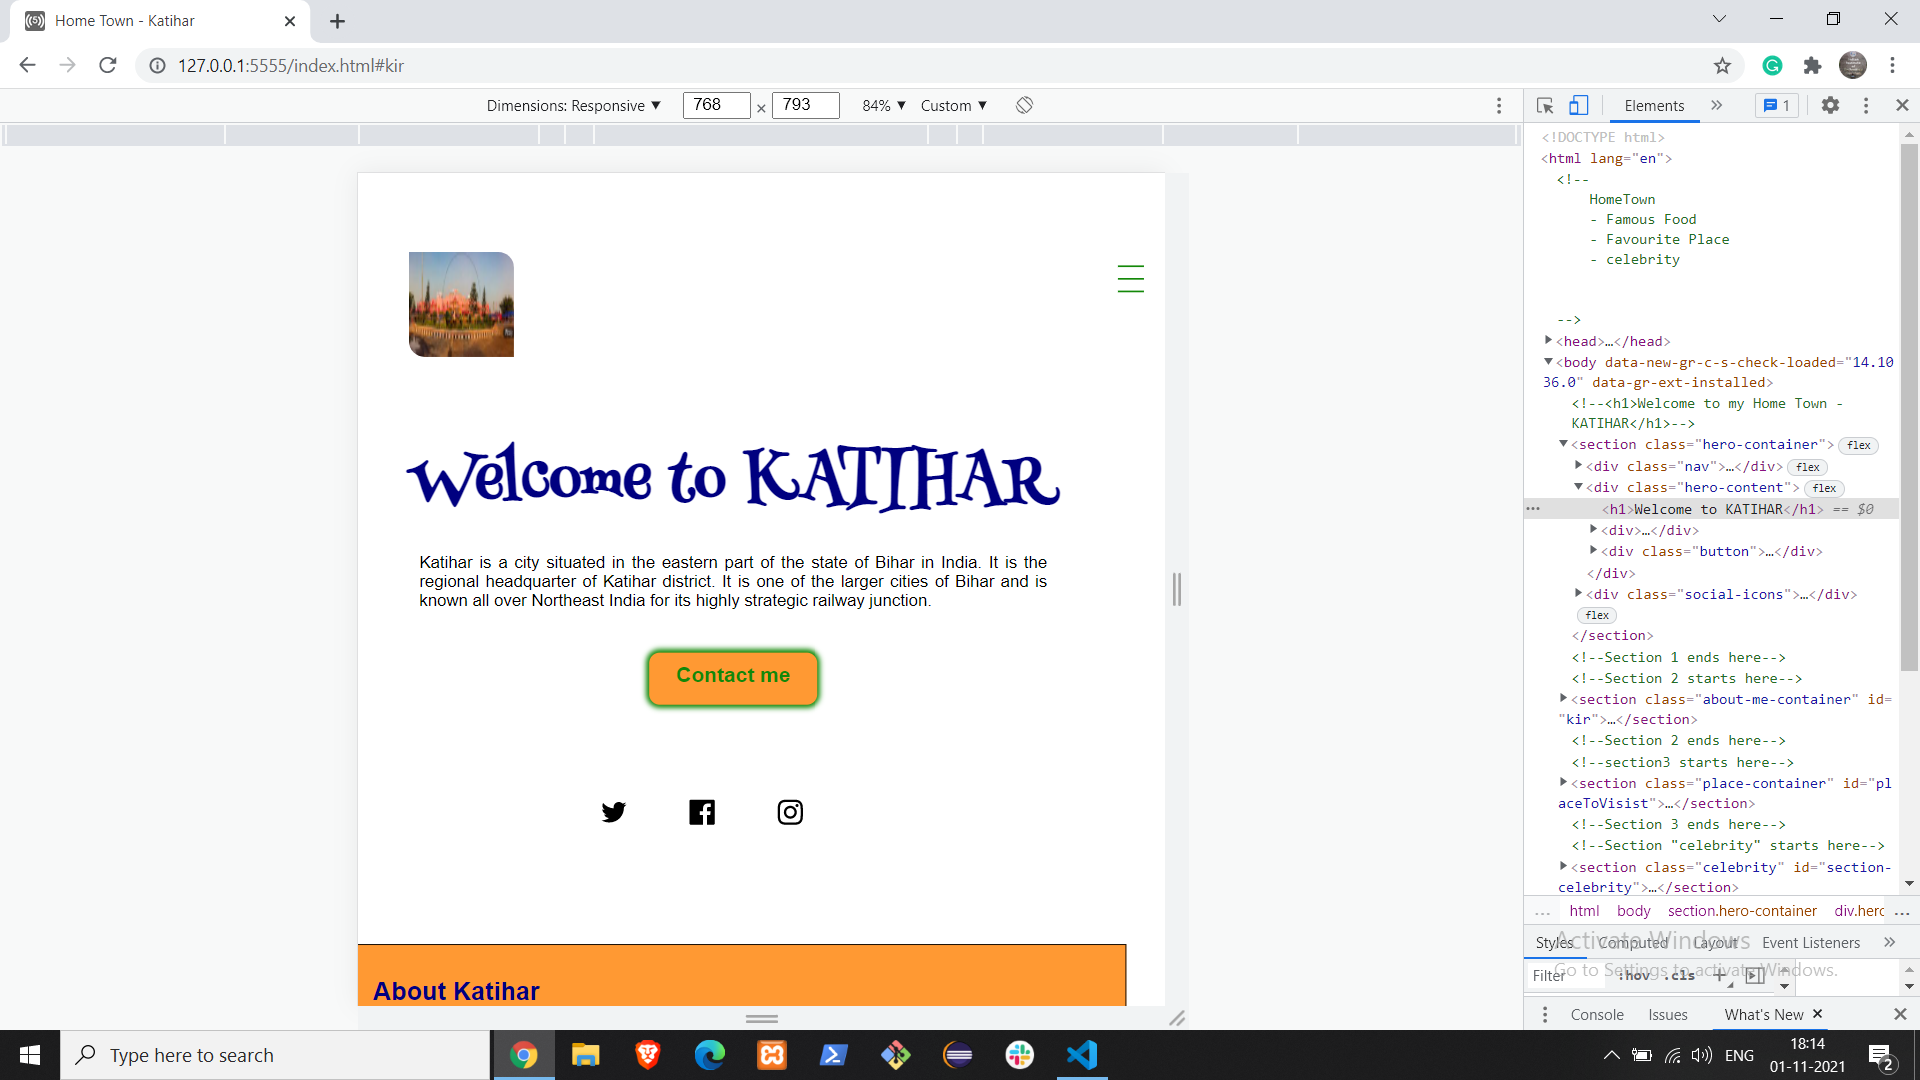 Home Town - Katihar
127.0.0.1:5555/index.html#kir
Dimensions: Responsive ▼ 768 × 793 84% ▼ Custom ▼
Welcome to KATIHAR
Katihar is a city situated in the eastern part of the state of Bihar in India. It is the
regional headquarter of Katihar district. It is one of the larger cities of Bihar and is
known all over Northeast India for its highly strategic railway junction.
Contact me
About Katihar
Elements » 1
<!DOCTYPE html>
<html lang="en">
<!--
HomeTown
- Famous Food
- Favourite Place
- celebrity
-->
<head>…</head>
<body data-new-gr-c-s-check-loaded="14.10
36.0" data-gr-ext-installed>
<!--<h1>Welcome to my Home Town -
KATIHAR</h1>-->
<section class="hero-container"> flex
<div class="nav">…</div> flex
<div class="hero-content"> flex
... <h1>Welcome to KATIHAR</h1> == $0
<div>…</div>
<div class="button">…</div>
</div>
<div class="social-icons">…</div>
flex
</section>
<!--Section 1 ends here-->
<!--Section 2 starts here-->
<section class="about-me-container" id=
"kir">…</section>
<!--Section 2 ends here-->
<!--section3 starts here-->
<section class="place-container" id="pl
aceToVisist">…</section>
<!--Section 3 ends here-->
<!--Section "celebrity" starts here-->
<section class="celebrity" id="section-
celebrity">…</section>
... html body section.hero-container div.hero ...
Styles Computed Layout Event Listeners »
Activate Windows
Filter :hov .cls +
Go to Settings to activate Windows.
Console Issues What's New
Type here to search
ENG
18:14
01-11-2021
2